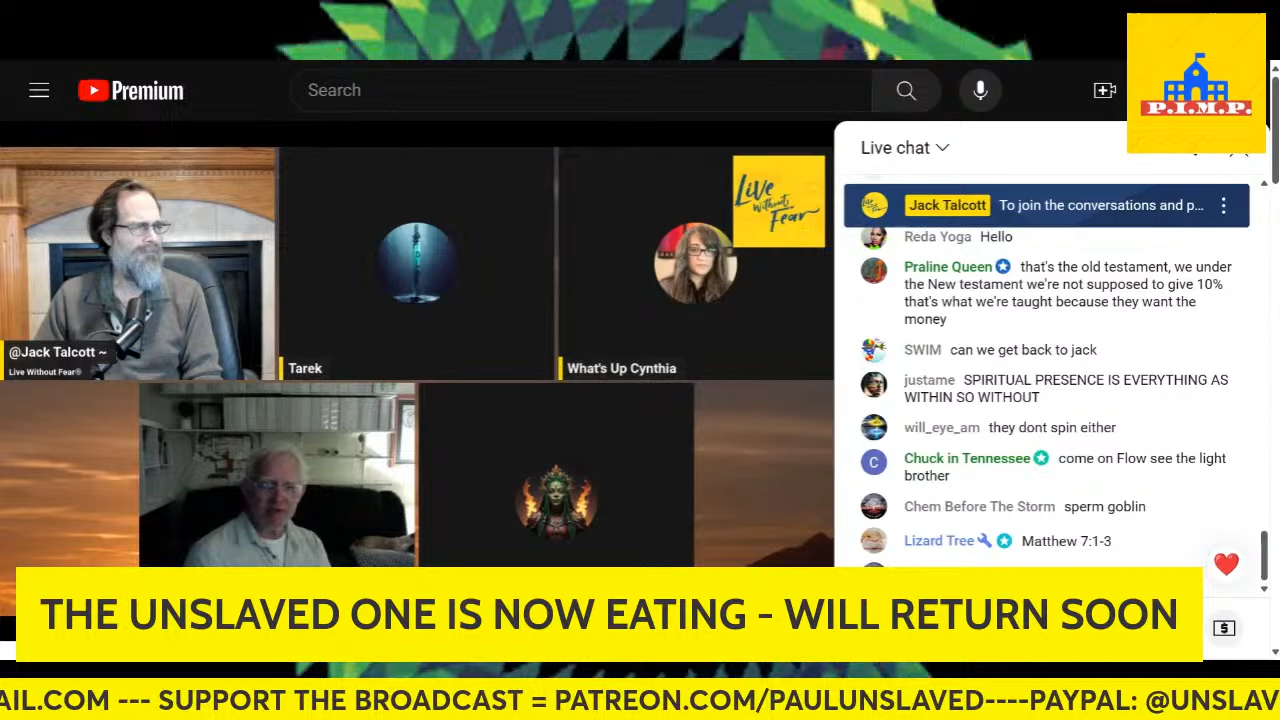 Premium
Search
P.I.M.P.
Live chat
Live
Without
Fear
Jack Talcott To join the conversations and p...
Reda Yoga Hello
Praline Queen that's the old testament, we under
the New testament we're not supposed to give 10%
that's what we're taught because they want the
money
SWIM can we get back to jack
justame SPIRITUAL PRESENCE IS EVERYTHING AS
WITHIN SO WITHOUT
will_eye_am they dont spin either
C
Chuck in Tennessee come on Flow see the light
brother
Chem Before The Storm sperm goblin
Lizard Tree Matthew 7:1-3
@Jack Talcott ~
Live Without Fear®
Tarek
What's Up Cynthia
THE UNSLAVED ONE IS NOW EATING - WILL RETURN SOON
AIL.COM --- SUPPORT THE BROADCAST = PATREON.COM/PAULUNSLAVED----PAYPAL: @UNSLAV